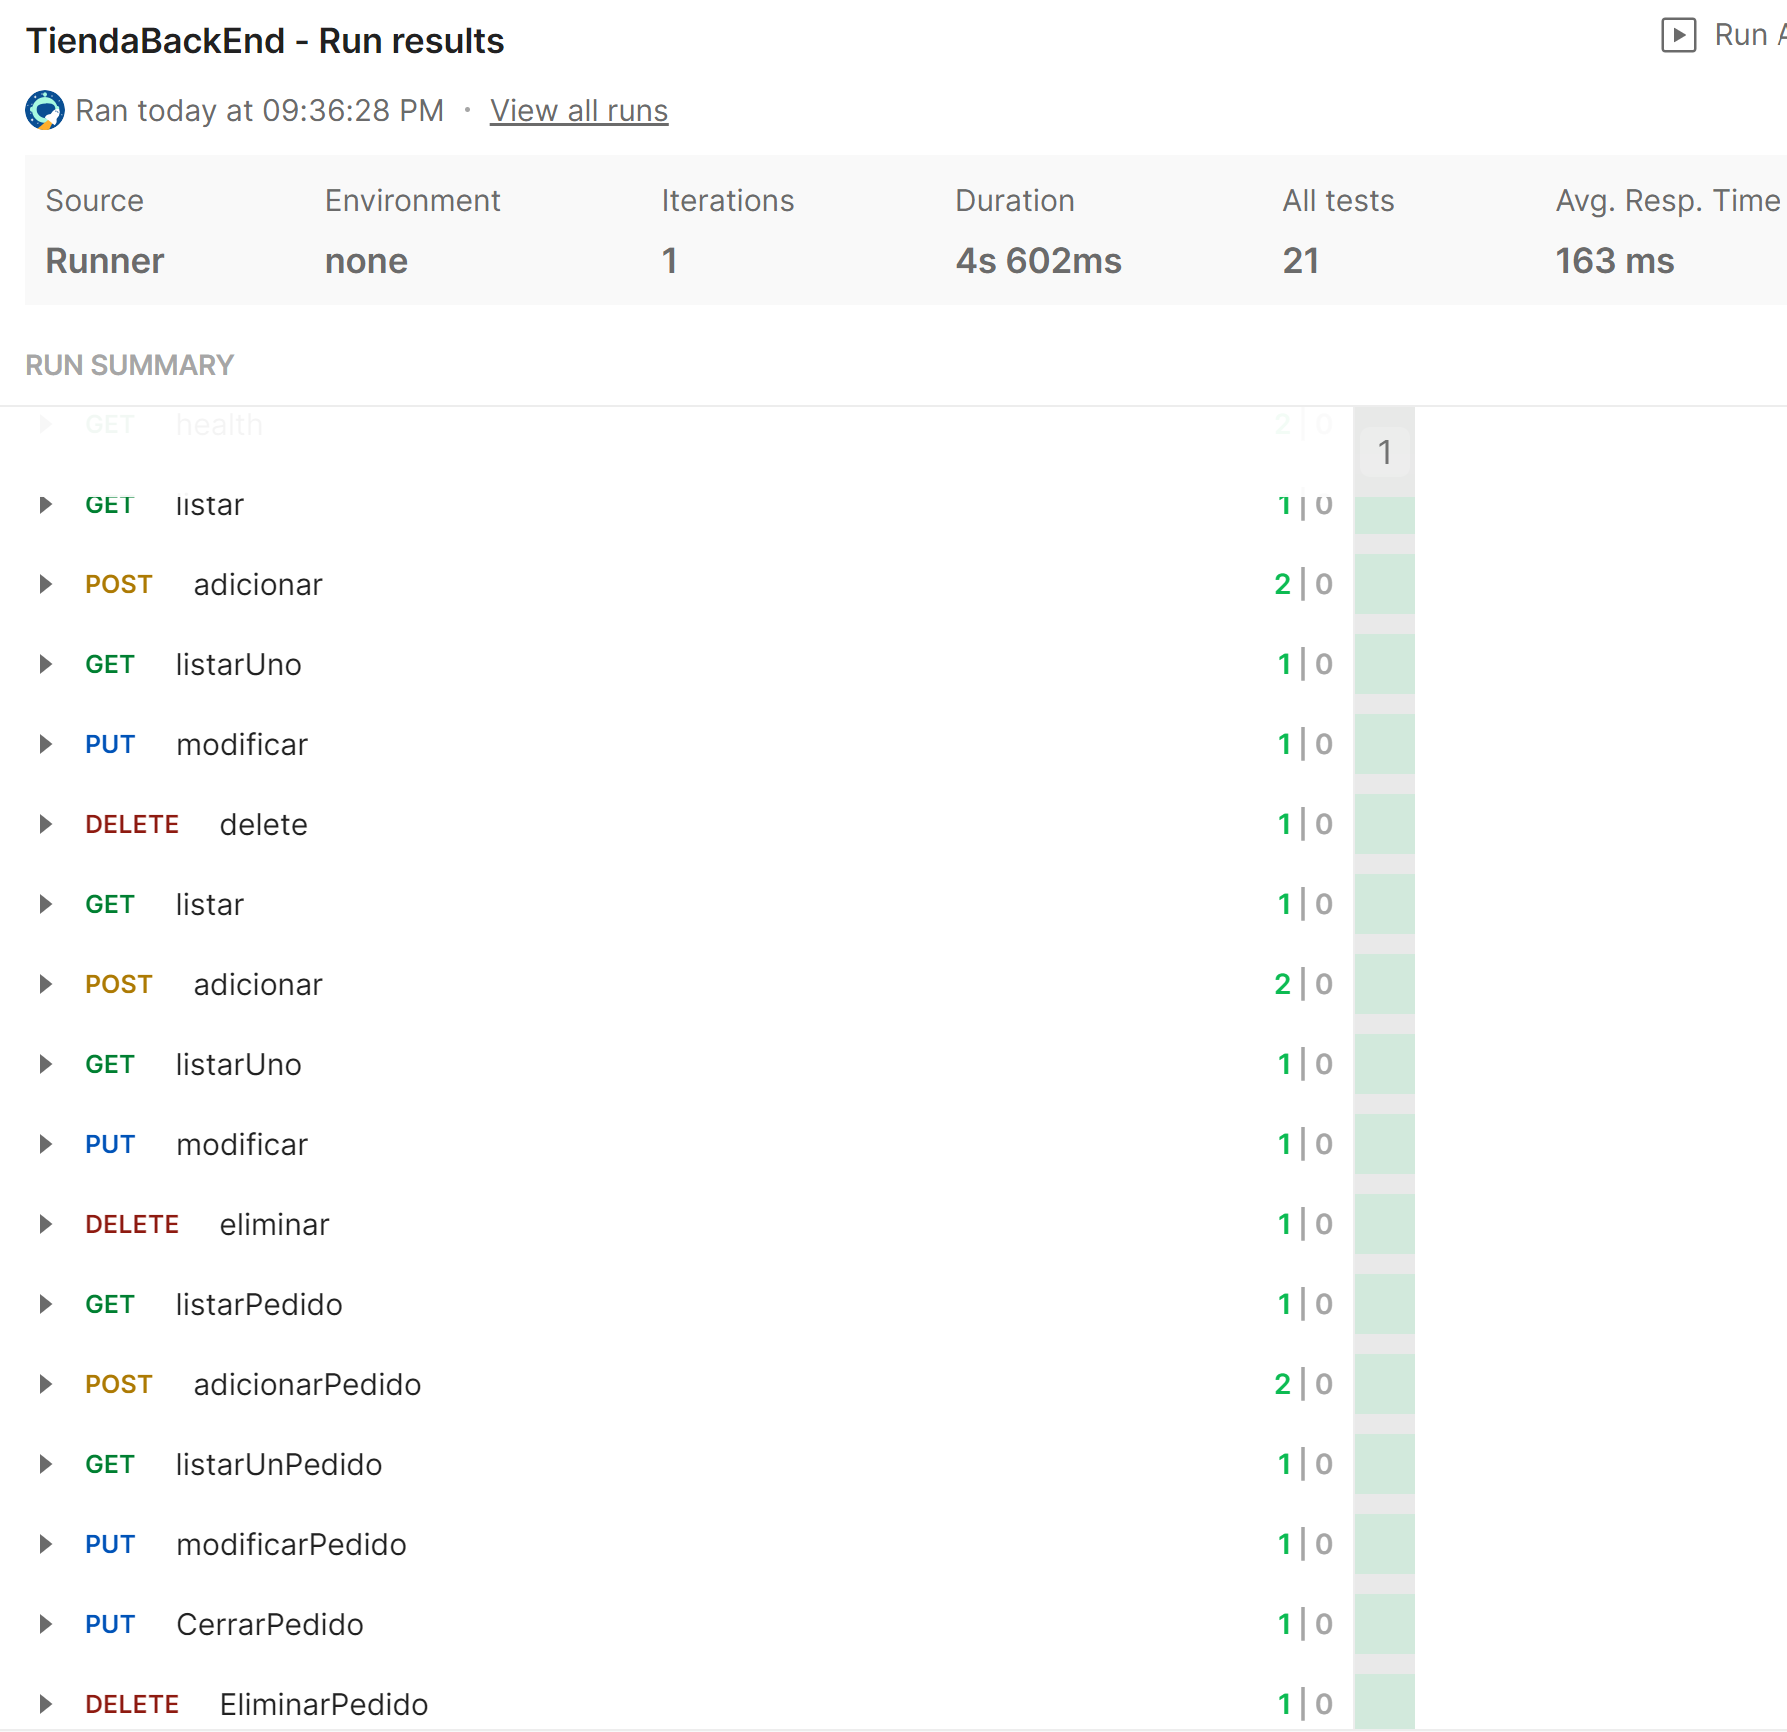 TiendaBackEnd - Run results
Run
Ran today at 09:36:28 PM · View all runs
Source Environment Iterations Duration All tests Avg. Resp. Time
Runner none 1 4s 602ms 21 163 ms
RUN SUMMARY
GET health 2 | 0
1
GET listar 1 | 0
POST adicionar 2 | 0
GET listarUno 1 | 0
PUT modificar 1 | 0
DELETE delete 1 | 0
GET listar 1 | 0
POST adicionar 2 | 0
GET listarUno 1 | 0
PUT modificar 1 | 0
DELETE eliminar 1 | 0
GET listarPedido 1 | 0
POST adicionarPedido 2 | 0
GET listarUnPedido 1 | 0
PUT modificarPedido 1 | 0
PUT CerrarPedido 1 | 0
DELETE EliminarPedido 1 | 0